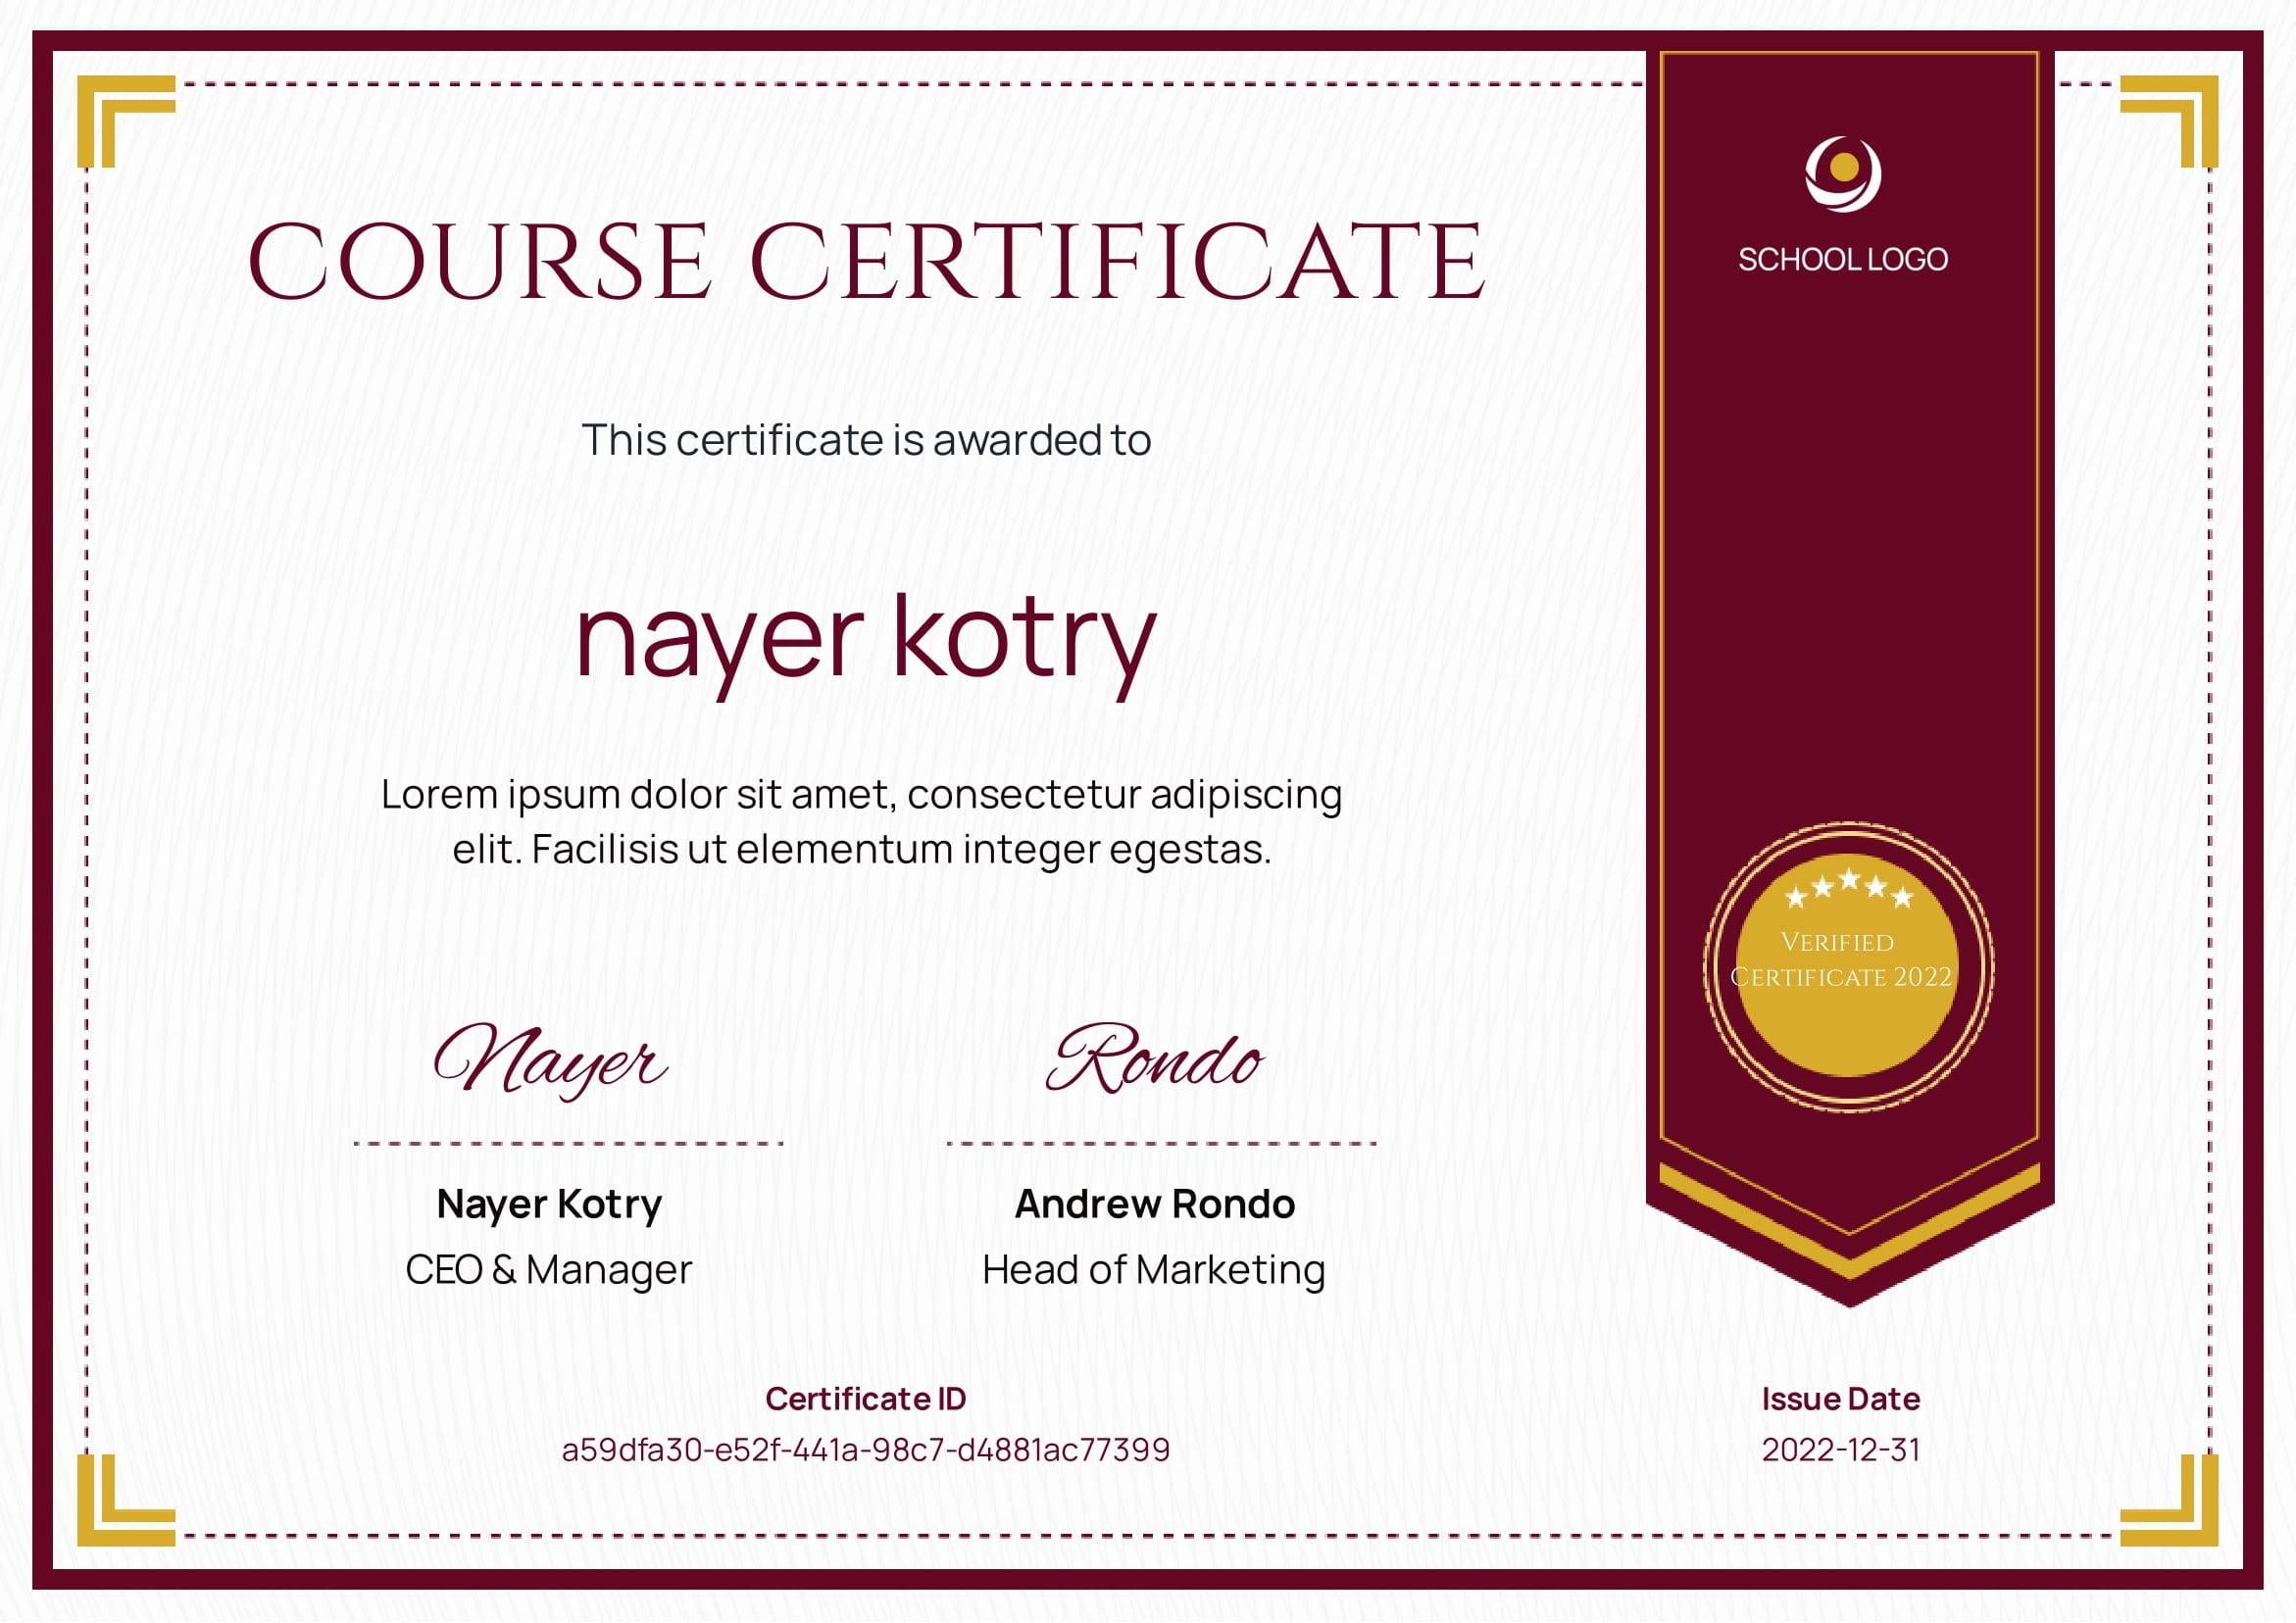 COURSE CERTIFICATE
SCHOOL LOGO
This certificate is awarded to
nayer kotry
Lorem ipsum dolor sit amet, consectetur adipiscing
elit. Facilisis ut elementum integer egestas.
Verified
Certificate 2022
Nayer
Rondo
Nayer Kotry
CEO & Manager
Andrew Rondo
Head of Marketing
Certificate ID
a59dfa30-e52f-441a-98c7-d4881ac77399
Issue Date
2022-12-31